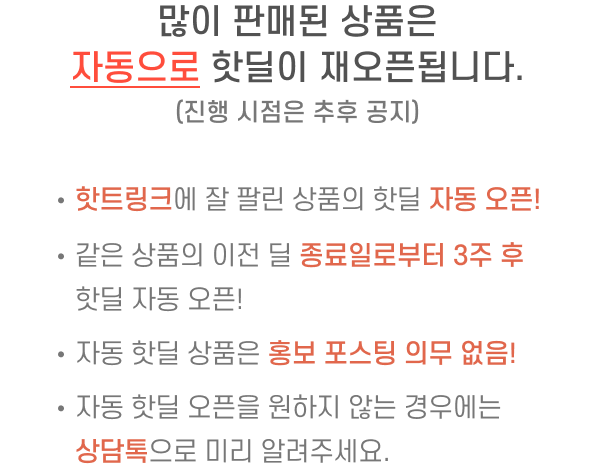 많이 판매된 상품은
자동으로 핫딜이 재오픈됩니다.
(진행 시점은 추후 공지)
• 핫트링크에 잘 팔린 상품의 핫딜 자동 오픈!
• 같은 상품의 이전 딜 종료일로부터 3주 후
핫딜 자동 오픈!
• 자동 핫딜 상품은 홍보 포스팅 의무 없음!
• 자동 핫딜 오픈을 원하지 않는 경우에는
상담톡으로 미리 알려주세요.